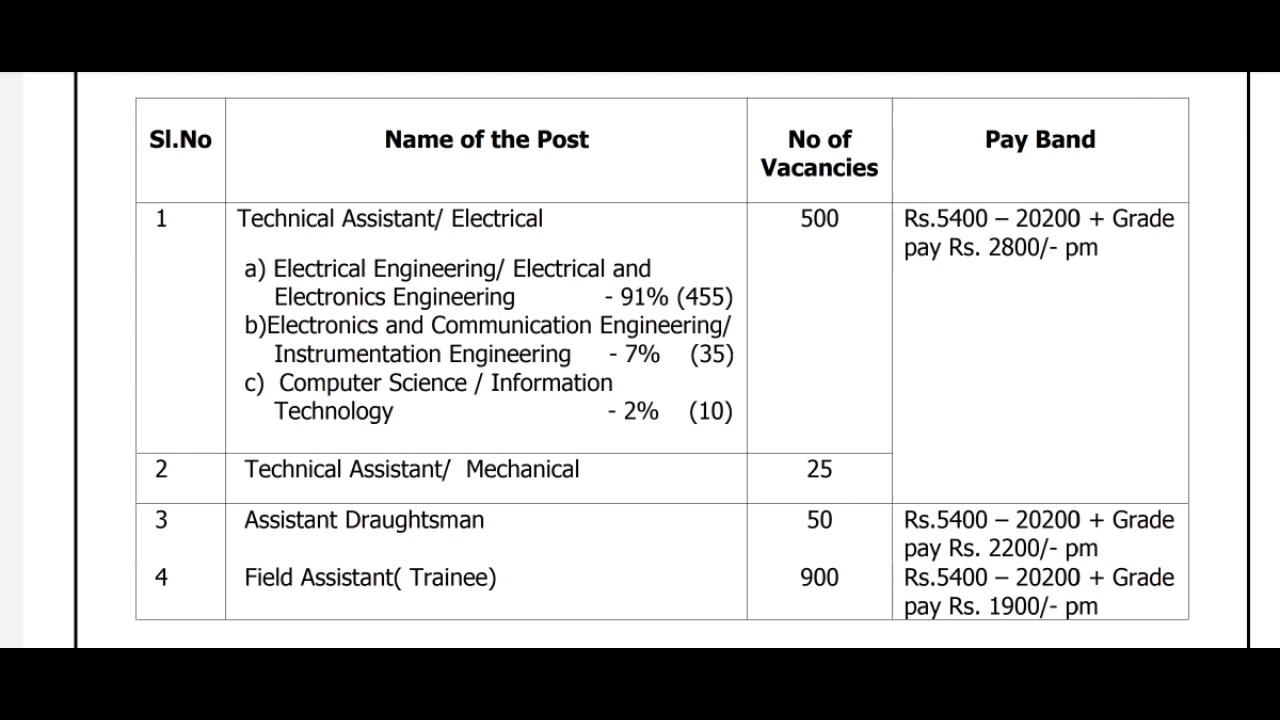 Sl.No Name of the Post No of Vacancies Pay Band
1 Technical Assistant/ Electrical 500 Rs.5400 – 20200 + Grade
pay Rs. 2800/- pm
a) Electrical Engineering/ Electrical and
Electronics Engineering - 91% (455)
b)Electronics and Communication Engineering/
Instrumentation Engineering - 7% (35)
c) Computer Science / Information
Technology - 2% (10)
2 Technical Assistant/ Mechanical 25
3 Assistant Draughtsman 50 Rs.5400 – 20200 + Grade
pay Rs. 2200/- pm
4 Field Assistant( Trainee) 900 Rs.5400 – 20200 + Grade
pay Rs. 1900/- pm